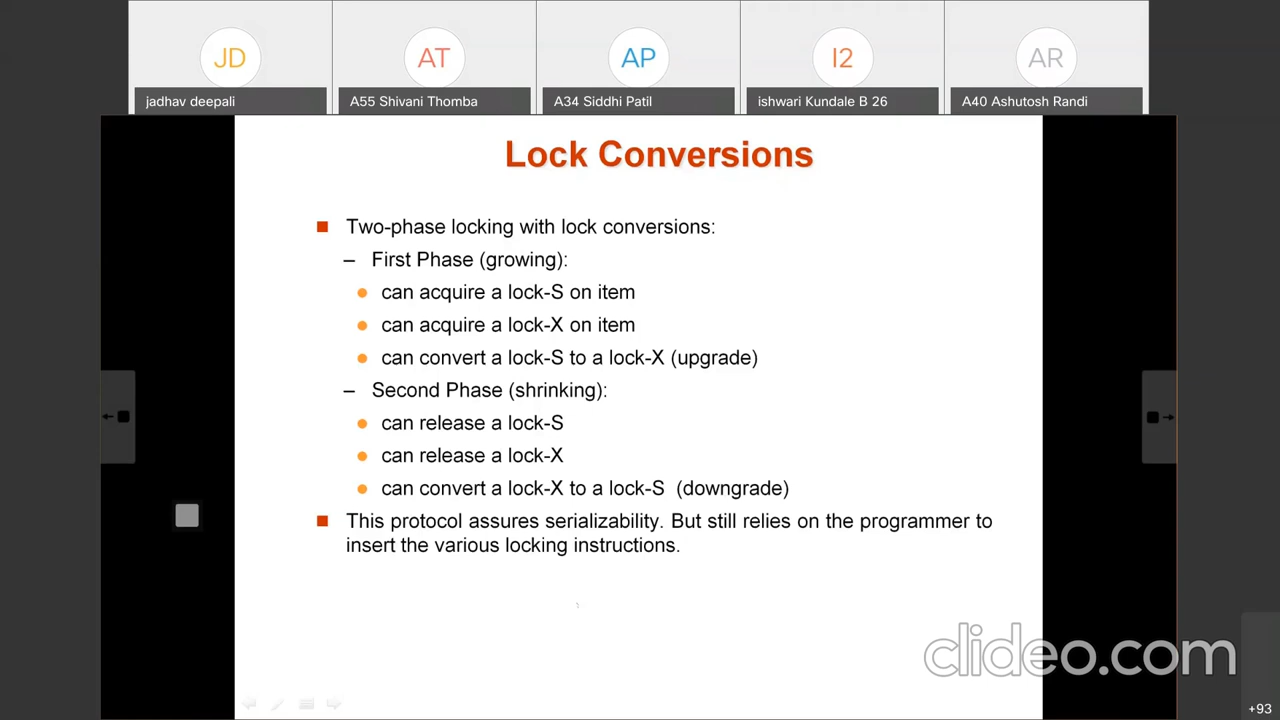 JD
AT
AP
I2
AR
jadhav deepali
A55 Shivani Thomba
A34 Siddhi Patil
ishwari Kundale B 26
A40 Ashutosh Randi
Lock Conversions
Two-phase locking with lock conversions:
– First Phase (growing):
can acquire a lock-S on item
can acquire a lock-X on item
can convert a lock-S to a lock-X (upgrade)
– Second Phase (shrinking):
can release a lock-S
can release a lock-X
can convert a lock-X to a lock-S (downgrade)
This protocol assures serializability. But still relies on the programmer to
insert the various locking instructions.
clideo.com
+93